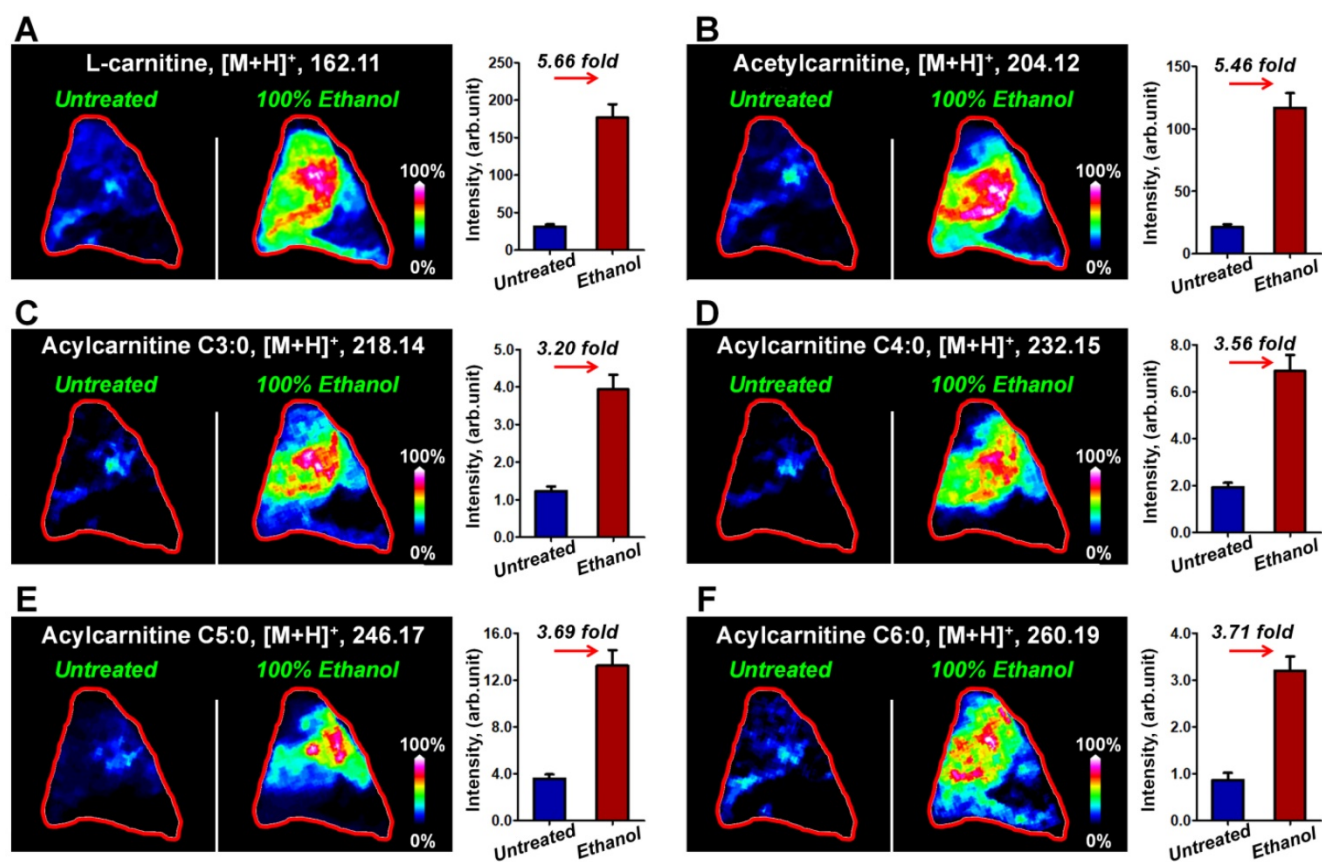 A
L-carnitine, [M+H]+, 162.11
Untreated
100% Ethanol
100%
0%
5.66 fold
Intensity, (arb.unit)
250
200
150
100
50
0
Untreated
Ethanol
B
Acetylcarnitine, [M+H]+, 204.12
Untreated
100% Ethanol
100%
0%
5.46 fold
Intensity, (arb.unit)
150
100
50
0
Untreated
Ethanol
C
Acylcarnitine C3:0, [M+H]+, 218.14
Untreated
100% Ethanol
100%
0%
3.20 fold
Intensity, (arb.unit)
5.0
4.0
3.0
2.0
1.0
0.0
Untreated
Ethanol
D
Acylcarnitine C4:0, [M+H]+, 232.15
Untreated
100% Ethanol
100%
0%
3.56 fold
Intensity, (arb.unit)
8.0
6.0
4.0
2.0
0.0
Untreated
Ethanol
E
Acylcarnitine C5:0, [M+H]+, 246.17
Untreated
100% Ethanol
100%
0%
3.69 fold
Intensity, (arb.unit)
16.0
12.0
8.0
4.0
0.0
Untreated
Ethanol
F
Acylcarnitine C6:0, [M+H]+, 260.19
Untreated
100% Ethanol
100%
0%
3.71 fold
Intensity, (arb.unit)
4.0
3.0
2.0
1.0
0.0
Untreated
Ethanol